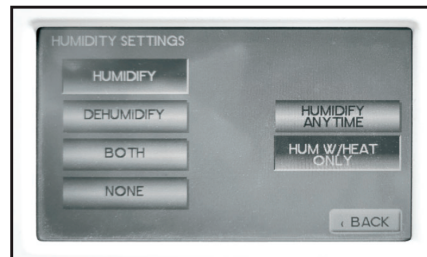 HUMIDITY SETTINGS
HUMIDIFY
DEHUMIDIFY
BOTH
NONE
HUMIDIFY
ANYTIME
HUM W/HEAT
ONLY
‹ BACK